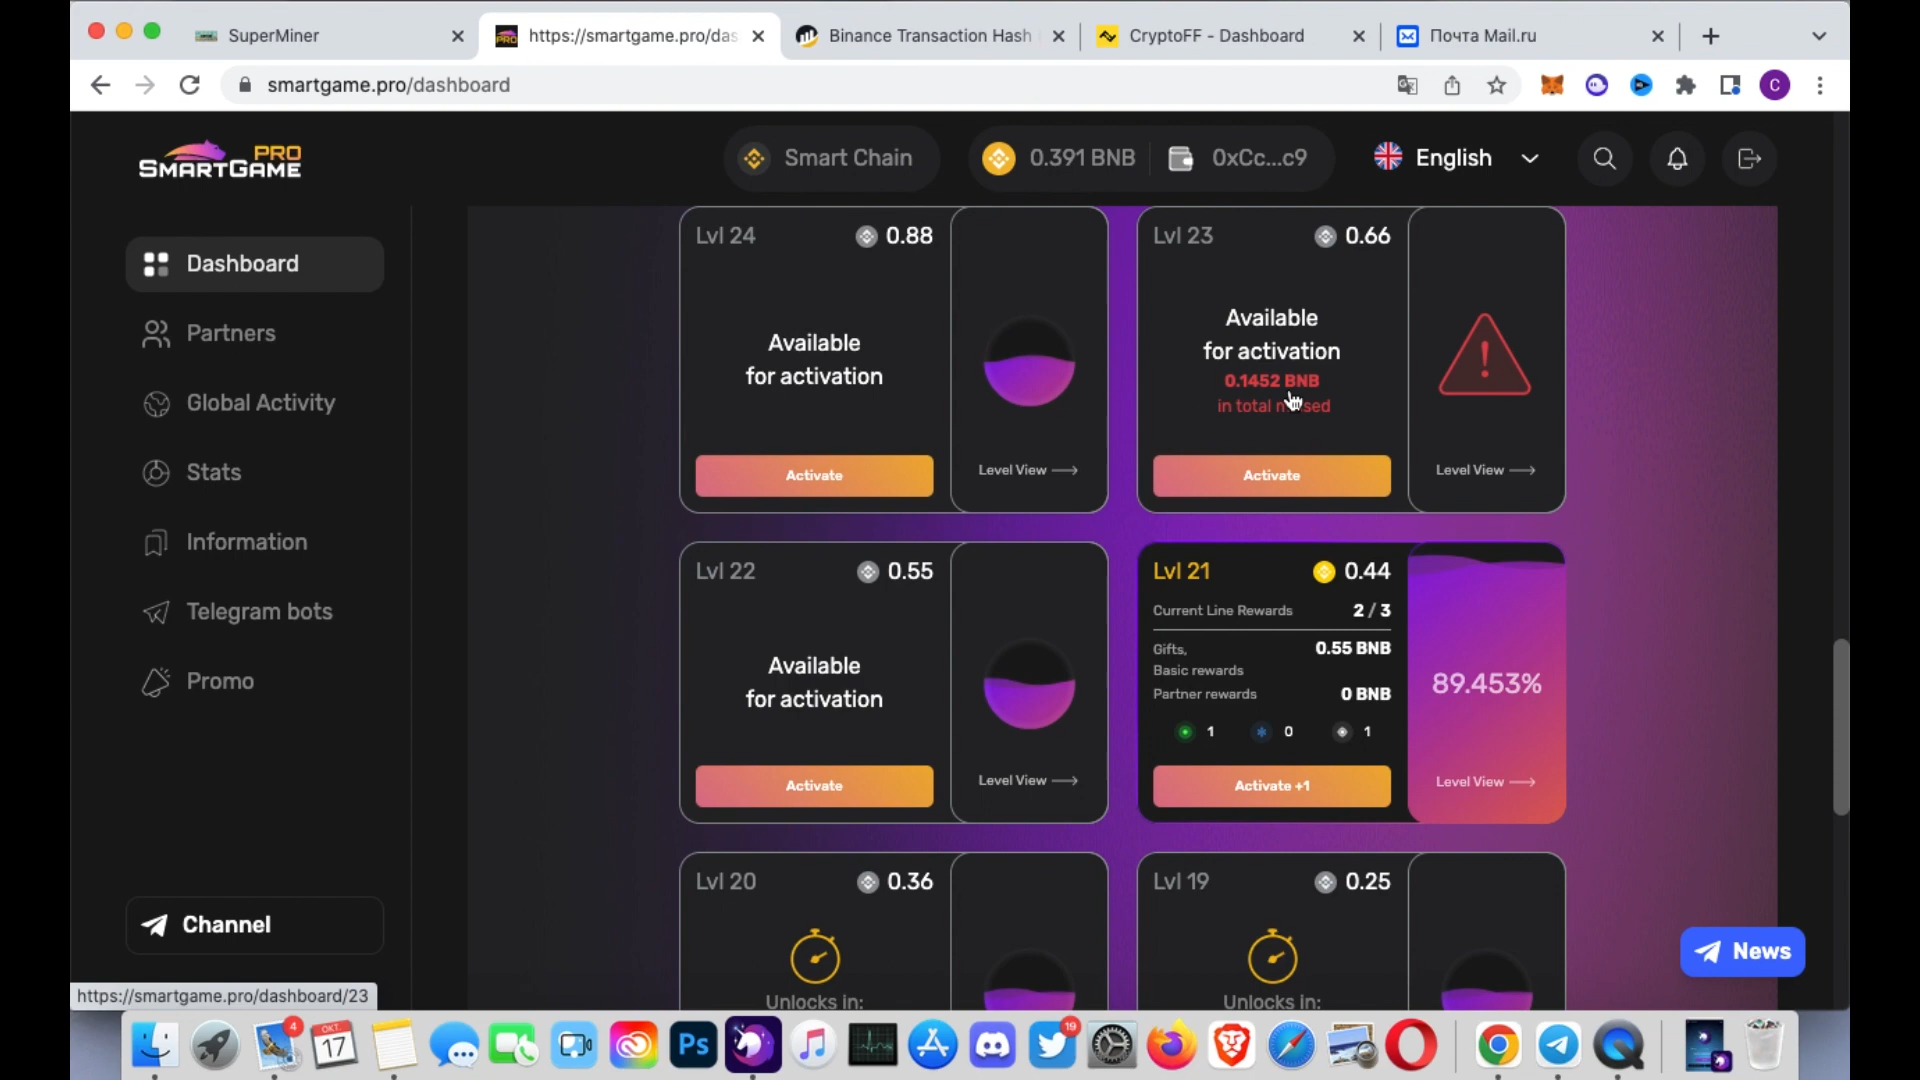 SuperMiner
https://smartgame.pro/das
Binance Transaction Hash
CryptoFF - Dashboard
Почта Mail.ru
smartgame.pro/dashboard
C
PRO
SMARTGAME
Smart Chain
0.391 BNB
0xCc...c9
English
Dashboard
Partners
Global Activity
Stats
Information
Telegram bots
Promo
Channel
Lvl 24
0.88
Available
for activation
Activate
Level View
Lvl 23
0.66
Available
for activation
0.1452 BNB
in total
Activate
Level View
Lvl 22
0.55
Available
for activation
Activate
Level View
Lvl 21
0.44
Current Line Rewards
2 / 3
Gifts,
Basic rewards
0.55 BNB
Partner rewards
0 BNB
1
0
1
Activate +1
89.453%
Level View
Lvl 20
0.36
Unlocks in:
Lvl 19
0.25
Unlocks in:
News
https://smartgame.pro/dashboard/23
4
ОКТ.
17
Ps
19